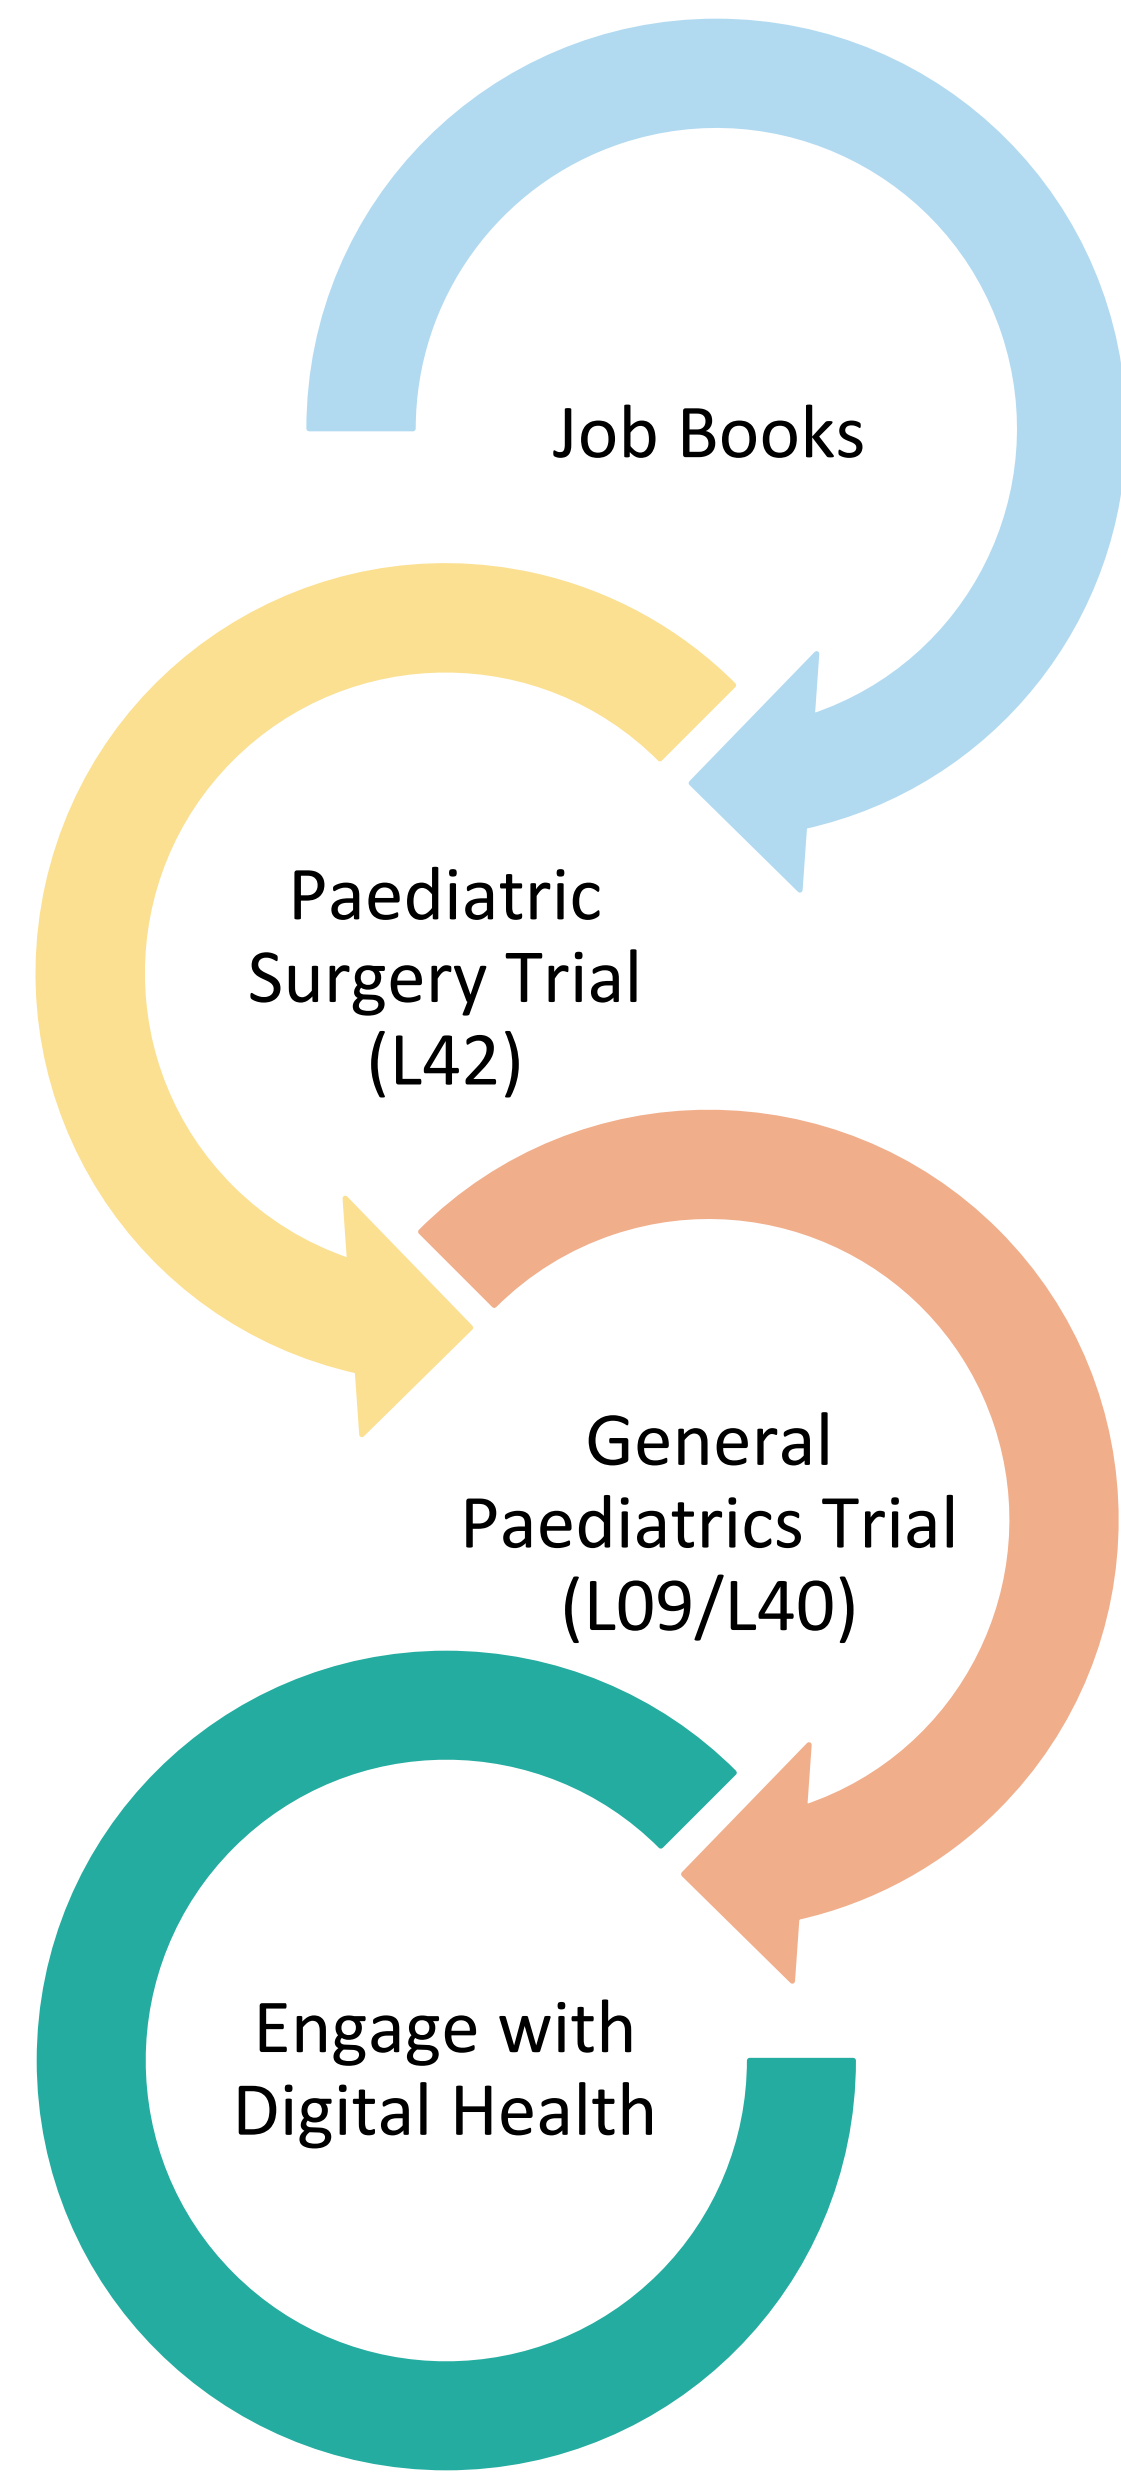 Job Books
Paediatric
Surgery Trial
(L42)
General
Paediatrics Trial
(L09/L40)
Engage with
Digital Health